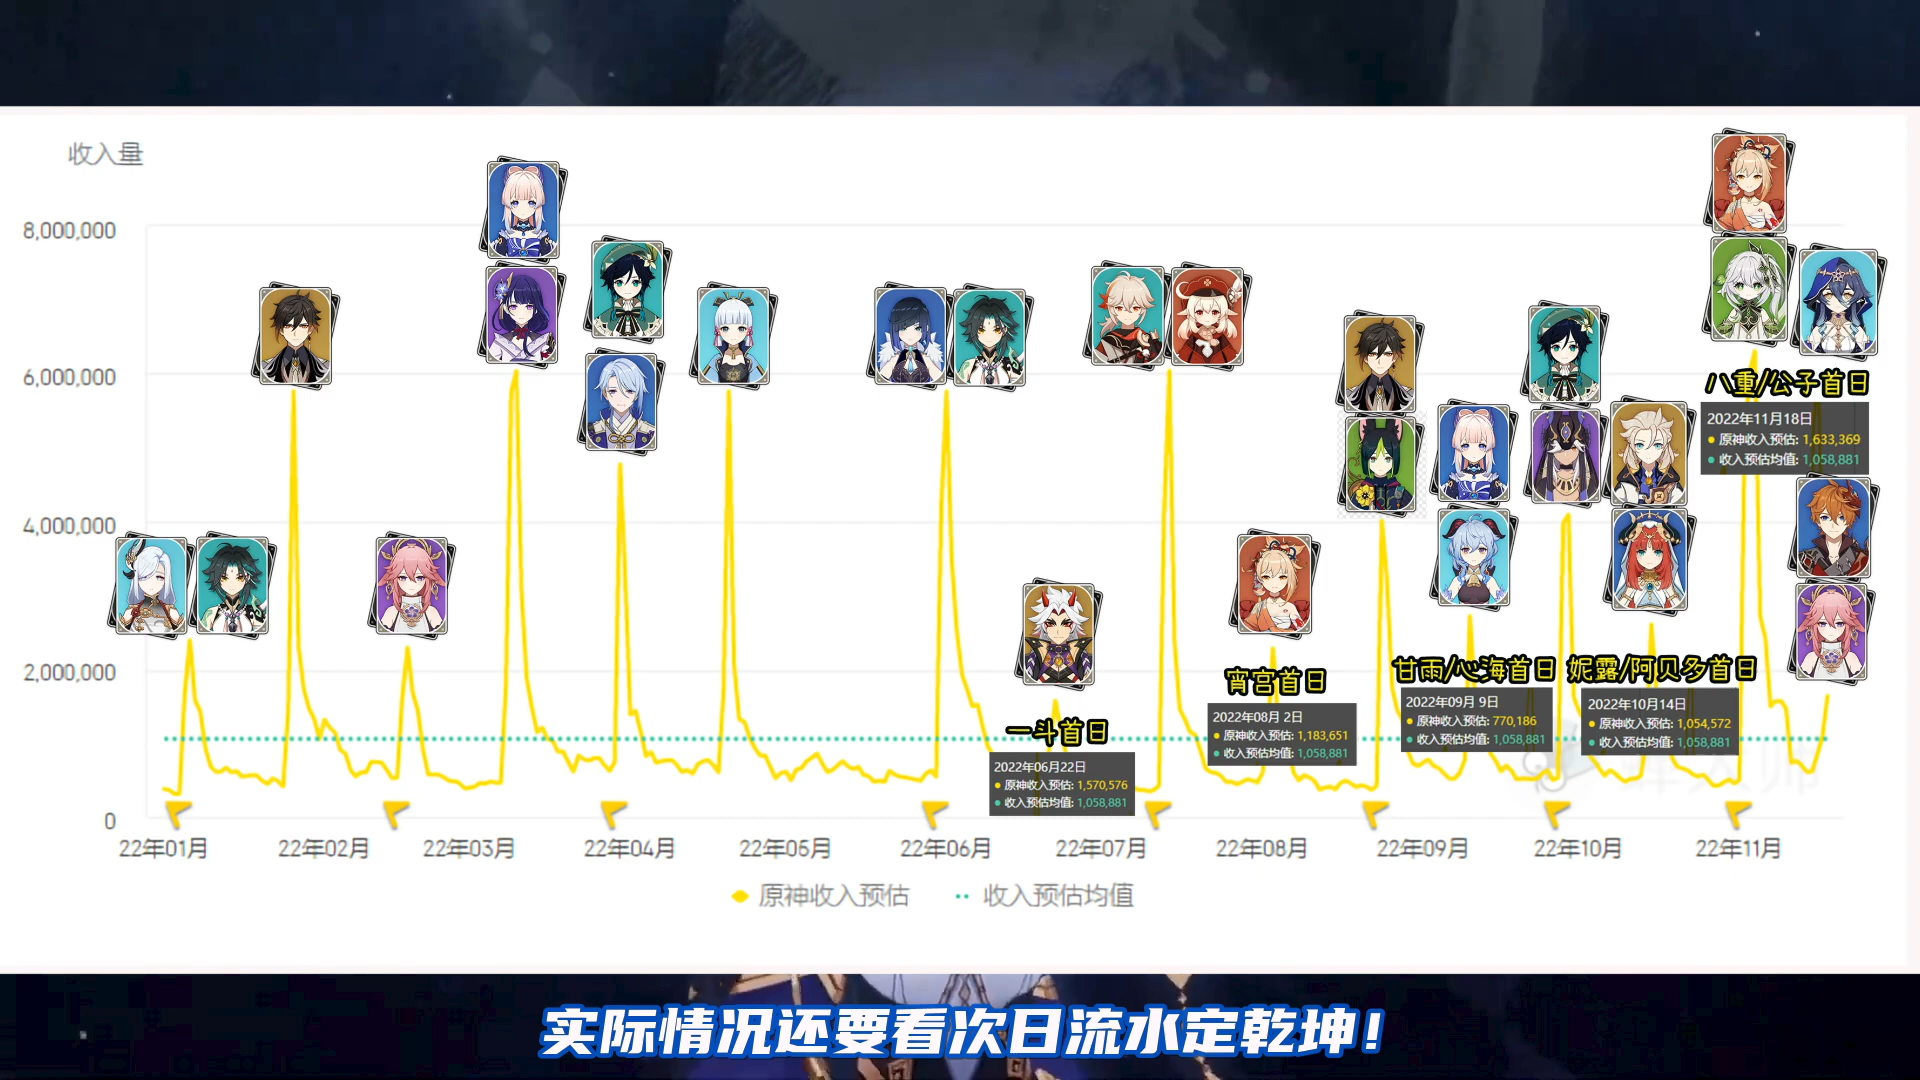 收入量
8,000,000
6,000,000
4,000,000
2,000,000
0
八重/公子首日
2022年11月18日
原神收入预估: 1,633,369
收入预估均值: 1,058,881
一斗首日
2022年06月22日
原神收入预估: 1,570,576
收入预估均值: 1,058,881
宵宫首日
2022年08月 2日
原神收入预估: 1,183,651
收入预估均值: 1,058,881
甘雨/心海首日
2022年09月 9日
原神收入预估: 770,186
收入预估均值: 1,058,881
妮露/阿贝多首日
2022年10月14日
原神收入预估: 1,054,572
收入预估均值: 1,058,881
22年01月
22年02月
22年03月
22年04月
22年05月
22年06月
22年07月
22年08月
22年09月
22年10月
22年11月
原神收入预估
收入预估均值
实际情况还要看次日流水定乾坤！